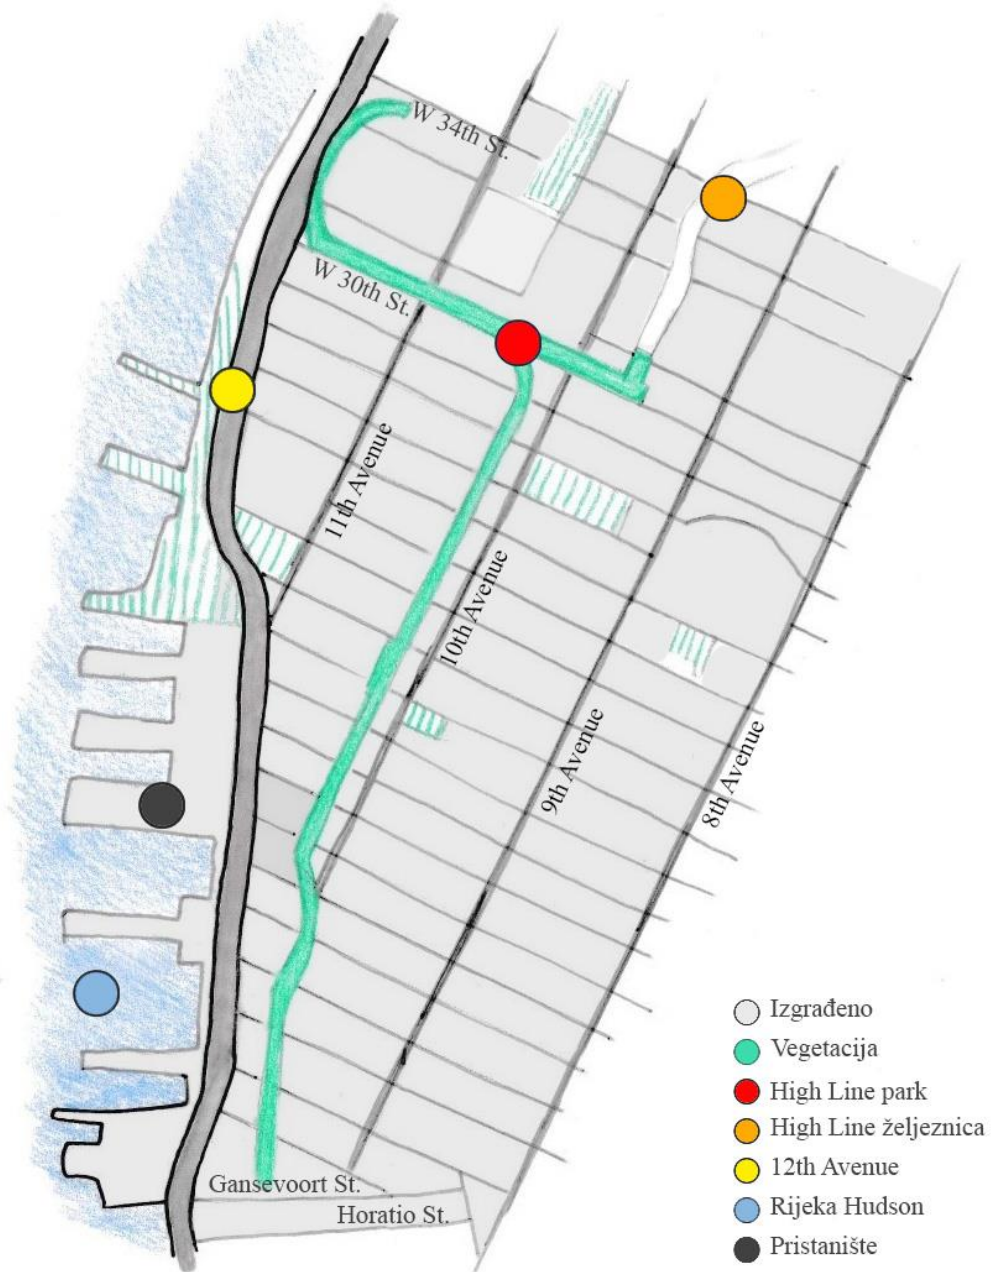 W 34th St.
W 30th St.
11th Avenue
10th Avenue
9th Avenue
8th Avenue
Gansevoort St.
Horatio St.
Izgrađeno
Vegetacija
High Line park
High Line željeznica
12th Avenue
Rijeka Hudson
Pristanište